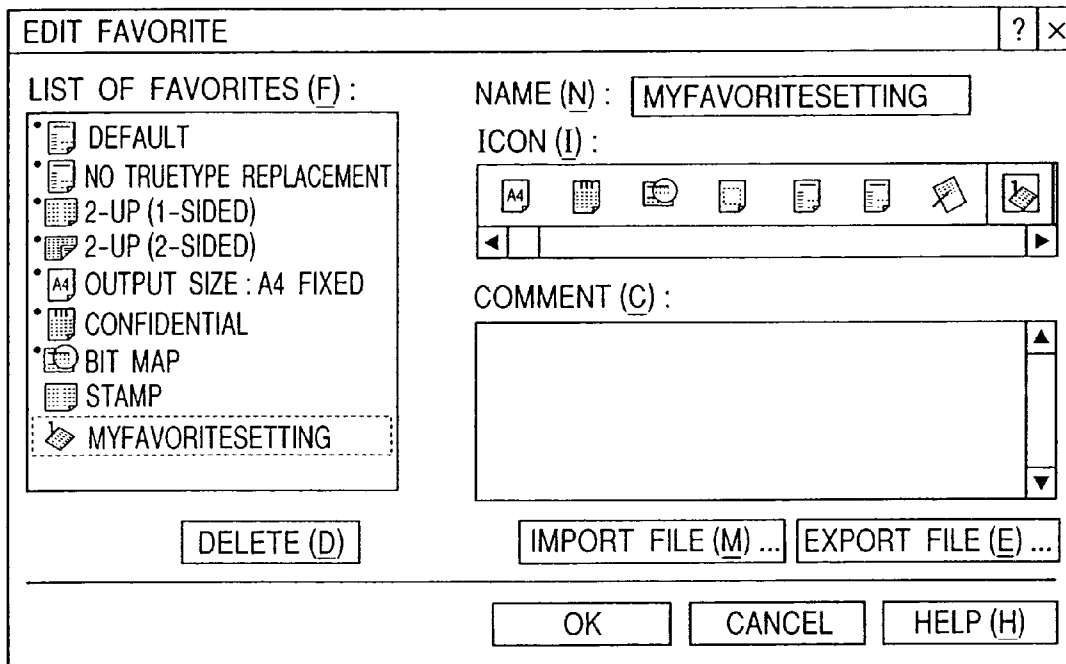 EDIT FAVORITE ? ×
LIST OF FAVORITES (F) :
DEFAULT
NO TRUETYPE REPLACEMENT
2-UP (1-SIDED)
2-UP (2-SIDED)
A4 OUTPUT SIZE : A4 FIXED
CONFIDENTIAL
BIT MAP
STAMP
1 MYFAVORITESETTING
DELETE (D)
NAME (N) : MYFAVORITESETTING
ICON (I) :
A4 1
COMMENT (C) :
IMPORT FILE (M) ... EXPORT FILE (E) ...
OK CANCEL HELP (H)